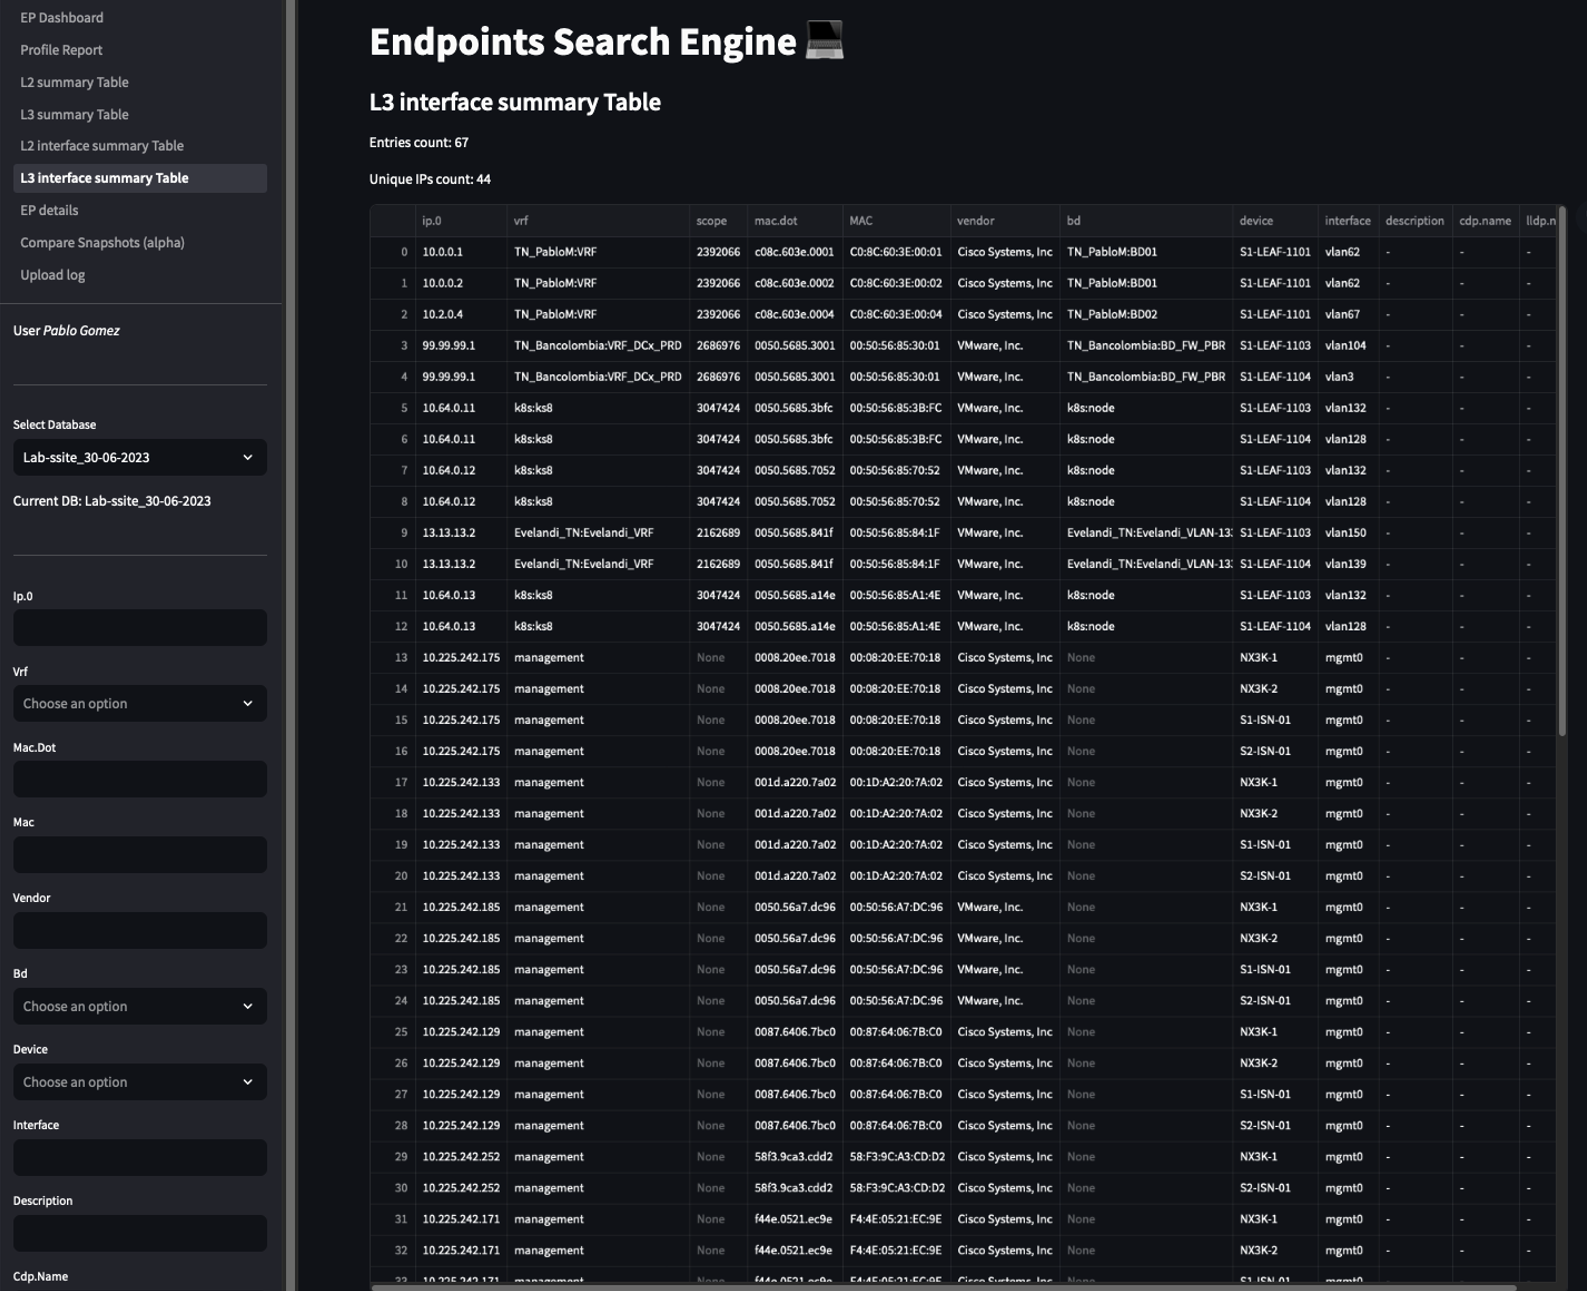 EP Dashboard
Profile Report
L2 summary Table
L3 summary Table
L2 interface summary Table
L3 interface summary Table
EP details
Compare Snapshots (alpha)
Upload log
User Pablo Gomez
Select Database
Lab-ssite_30-06-2023
Current DB: Lab-ssite_30-06-2023
Ip.0
Vrf
Choose an option
Mac.Dot
Mac
Vendor
Bd
Choose an option
Device
Choose an option
Interface
Description
Cdp.Name
Endpoints Search Engine
L3 interface summary Table
Entries count: 67
Unique IPs count: 44
ip.0 vrf scope mac.dot MAC vendor bd device interface description cdp.name lldp.n
0 10.0.0.1 TN_PabloM:VRF 2392066 c08c.603e.0001 C0:8C:60:3E:00:01 Cisco Systems, Inc TN_PabloM:BD01 S1-LEAF-1101 vlan62 - - -
1 10.0.0.2 TN_PabloM:VRF 2392066 c08c.603e.0002 C0:8C:60:3E:00:02 Cisco Systems, Inc TN_PabloM:BD01 S1-LEAF-1101 vlan62 - - -
2 10.2.0.4 TN_PabloM:VRF 2392066 c08c.603e.0004 C0:8C:60:3E:00:04 Cisco Systems, Inc TN_PabloM:BD02 S1-LEAF-1101 vlan67 - - -
3 99.99.99.1 TN_Bancolombia:VRF_DCx_PRD 2686976 0050.5685.3001 00:50:56:85:30:01 VMware, Inc. TN_Bancolombia:BD_FW_PBR S1-LEAF-1103 vlan104 - - -
4 99.99.99.1 TN_Bancolombia:VRF_DCx_PRD 2686976 0050.5685.3001 00:50:56:85:30:01 VMware, Inc. TN_Bancolombia:BD_FW_PBR S1-LEAF-1104 vlan3 - - -
5 10.64.0.11 k8s:ks8 3047424 0050.5685.3bfc 00:50:56:85:3B:FC VMware, Inc. k8s:node S1-LEAF-1103 vlan132 - - -
6 10.64.0.11 k8s:ks8 3047424 0050.5685.3bfc 00:50:56:85:3B:FC VMware, Inc. k8s:node S1-LEAF-1104 vlan128 - - -
7 10.64.0.12 k8s:ks8 3047424 0050.5685.7052 00:50:56:85:70:52 VMware, Inc. k8s:node S1-LEAF-1103 vlan132 - - -
8 10.64.0.12 k8s:ks8 3047424 0050.5685.7052 00:50:56:85:70:52 VMware, Inc. k8s:node S1-LEAF-1104 vlan128 - - -
9 13.13.13.2 Evelandi_TN:Evelandi_VRF 2162689 0050.5685.841f 00:50:56:85:84:1F VMware, Inc. Evelandi_TN:Evelandi_VLAN-13 S1-LEAF-1103 vlan150 - - -
10 13.13.13.2 Evelandi_TN:Evelandi_VRF 2162689 0050.5685.841f 00:50:56:85:84:1F VMware, Inc. Evelandi_TN:Evelandi_VLAN-13 S1-LEAF-1104 vlan139 - - -
11 10.64.0.13 k8s:ks8 3047424 0050.5685.a14e 00:50:56:85:A1:4E VMware, Inc. k8s:node S1-LEAF-1103 vlan132 - - -
12 10.64.0.13 k8s:ks8 3047424 0050.5685.a14e 00:50:56:85:A1:4E VMware, Inc. k8s:node S1-LEAF-1104 vlan128 - - -
13 10.225.242.175 management None 0008.20ee.7018 00:08:20:EE:70:18 Cisco Systems, Inc None NX3K-1 mgmt0 - - -
14 10.225.242.175 management None 0008.20ee.7018 00:08:20:EE:70:18 Cisco Systems, Inc None NX3K-2 mgmt0 - - -
15 10.225.242.175 management None 0008.20ee.7018 00:08:20:EE:70:18 Cisco Systems, Inc None S1-ISN-01 mgmt0 - - -
16 10.225.242.175 management None 0008.20ee.7018 00:08:20:EE:70:18 Cisco Systems, Inc None S2-ISN-01 mgmt0 - - -
17 10.225.242.133 management None 001d.a220.7a02 00:1D:A2:20:7A:02 Cisco Systems, Inc None NX3K-1 mgmt0 - - -
18 10.225.242.133 management None 001d.a220.7a02 00:1D:A2:20:7A:02 Cisco Systems, Inc None NX3K-2 mgmt0 - - -
19 10.225.242.133 management None 001d.a220.7a02 00:1D:A2:20:7A:02 Cisco Systems, Inc None S1-ISN-01 mgmt0 - - -
20 10.225.242.133 management None 001d.a220.7a02 00:1D:A2:20:7A:02 Cisco Systems, Inc None S2-ISN-01 mgmt0 - - -
21 10.225.242.185 management None 0050.56a7.dc96 00:50:56:A7:DC:96 VMware, Inc. None NX3K-1 mgmt0 - - -
22 10.225.242.185 management None 0050.56a7.dc96 00:50:56:A7:DC:96 VMware, Inc. None NX3K-2 mgmt0 - - -
23 10.225.242.185 management None 0050.56a7.dc96 00:50:56:A7:DC:96 VMware, Inc. None S1-ISN-01 mgmt0 - - -
24 10.225.242.185 management None 0050.56a7.dc96 00:50:56:A7:DC:96 VMware, Inc. None S2-ISN-01 mgmt0 - - -
25 10.225.242.129 management None 0087.6406.7bc0 00:87:64:06:7B:C0 Cisco Systems, Inc None NX3K-1 mgmt0 - - -
26 10.225.242.129 management None 0087.6406.7bc0 00:87:64:06:7B:C0 Cisco Systems, Inc None NX3K-2 mgmt0 - - -
27 10.225.242.129 management None 0087.6406.7bc0 00:87:64:06:7B:C0 Cisco Systems, Inc None S1-ISN-01 mgmt0 - - -
28 10.225.242.129 management None 0087.6406.7bc0 00:87:64:06:7B:C0 Cisco Systems, Inc None S2-ISN-01 mgmt0 - - -
29 10.225.242.252 management None 58f3.9ca3.cdd2 58:F3:9C:A3:CD:D2 Cisco Systems, Inc None NX3K-1 mgmt0 - - -
30 10.225.242.252 management None 58f3.9ca3.cdd2 58:F3:9C:A3:CD:D2 Cisco Systems, Inc None S2-ISN-01 mgmt0 - - -
31 10.225.242.171 management None f44e.0521.ec9e F4:4E:05:21:EC:9E Cisco Systems, Inc None NX3K-1 mgmt0 - - -
32 10.225.242.171 management None f44e.0521.ec9e F4:4E:05:21:EC:9E Cisco Systems, Inc None NX3K-2 mgmt0 - - -
33 10.225.242.171 management None f44e.0521.ec9e F4:4E:05:21:EC:9E Cisco Systems, Inc None S1-ISN-01 mgmt0 - - -